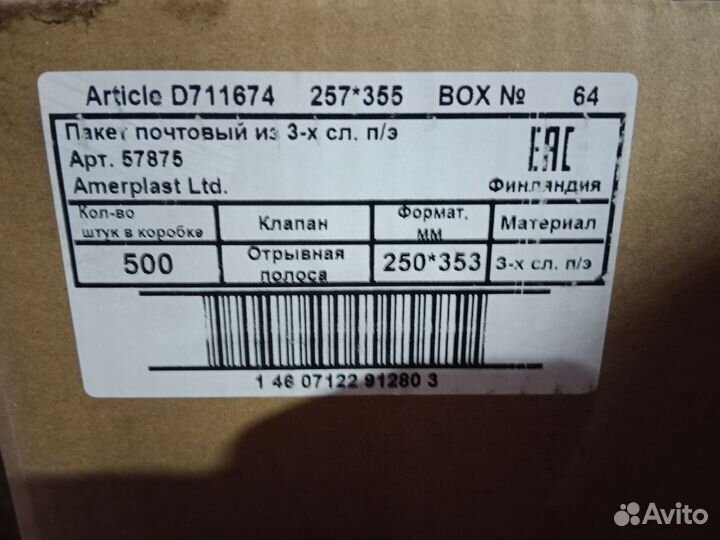 Article D711674 257*355 BOX № 64
Пакет почтовый из 3-х сл. п/э
EAC
Арт. 57875
Amerplast Ltd. Финляндия
Кол-во штук в коробке
Клапан
Формат, мм
Материал
500
Отрывная полоса
250*353
3-х сл. п/э
1 46 07122 91280 3
Avito